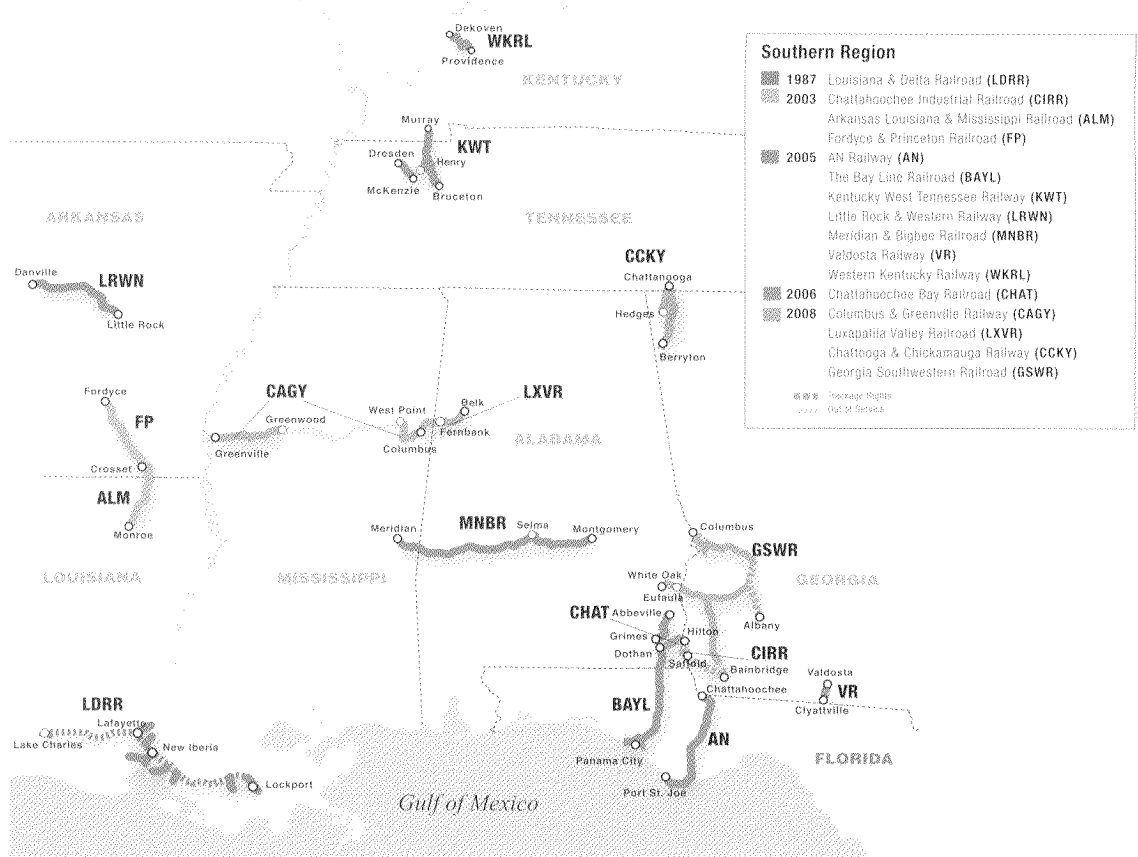 Dekoven
WKRL
Providence
KENTUCKY
Murray
KWT
Dresden
Henry
McKenzie
Bruceton
ARKANSAS
TENNESSEE
CCKY
Danville
LRWN
Chattanooga
Hedges
Little Rock
Berryton
Fordyce
CAGY
LXVR
FP
Greenwood
West Point
Belk
Greenville
Columbus
Fernbank
ALABAMA
Crosset
ALM
Monroe
Meridian
MNBR
Selma
Montgomery
Columbus
GSWR
LOUISIANA
MISSISSIPPI
White Oak
GEORGIA
Eufaula
CHAT
Abbeville
Albany
Grimes
Hilton
Dothan
CIRR
Saffold
Bainbridge
Valdosta
Chattahoochee
VR
LDRR
BAYL
Clyattville
Lafayette
Lake Charles
New Iberia
AN
Panama City
FLORIDA
Lockport
Port St. Joe
Gulf of Mexico
Southern Region
1987 Louisiana & Delta Railroad (LDRR)
2003 Chattahoochee Industrial Railroad (CIRR)
Arkansas Louisiana & Mississippi Railroad (ALM)
Fordyce & Princeton Railroad (FP)
2005 AN Railway (AN)
The Bay Line Railroad (BAYL)
Kentucky West Tennessee Railway (KWT)
Little Rock & Western Railway (LRWN)
Meridian & Bigbee Railroad (MNBR)
Valdosta Railway (VR)
Western Kentucky Railway (WKRL)
2006 Chattahoochee Bay Railroad (CHAT)
2008 Columbus & Greenville Railway (CAGY)
Luxapalila Valley Railroad (LXVR)
Chattooga & Chickamauga Railway (CCKY)
Georgia Southwestern Railroad (GSWR)
Trackage Rights
Out of Service